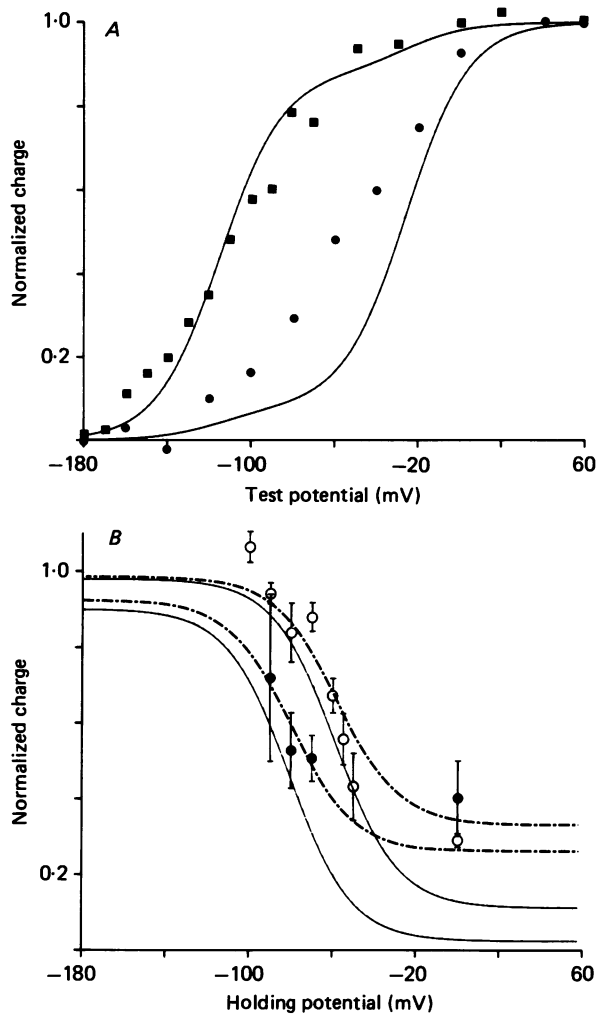 A
1·0
Normalized charge
0·2
−180
−100
−20
60
Test potential (mV)
B
1·0
Normalized charge
0·2
−180
−100
−20
60
Holding potential (mV)